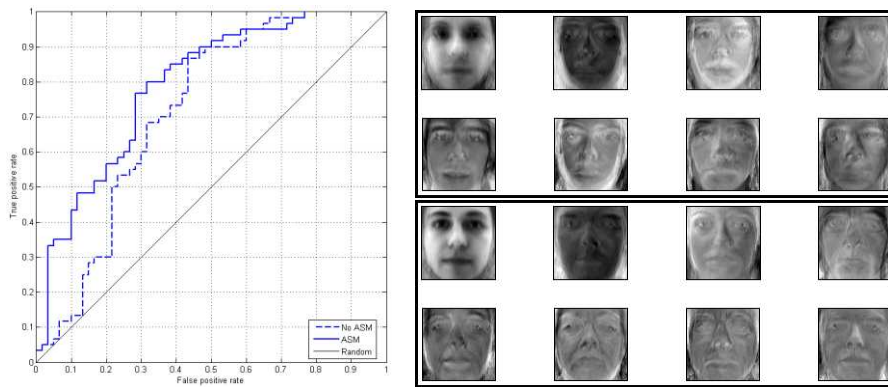 1
0.9
0.8
0.7
0.6
0.5
0.4
0.3
0.2
0.1
0
True positive rate
No ASM
ASM
Random
0 0.1 0.2 0.3 0.4 0.5 0.6 0.7 0.8 0.9 1
False positive rate